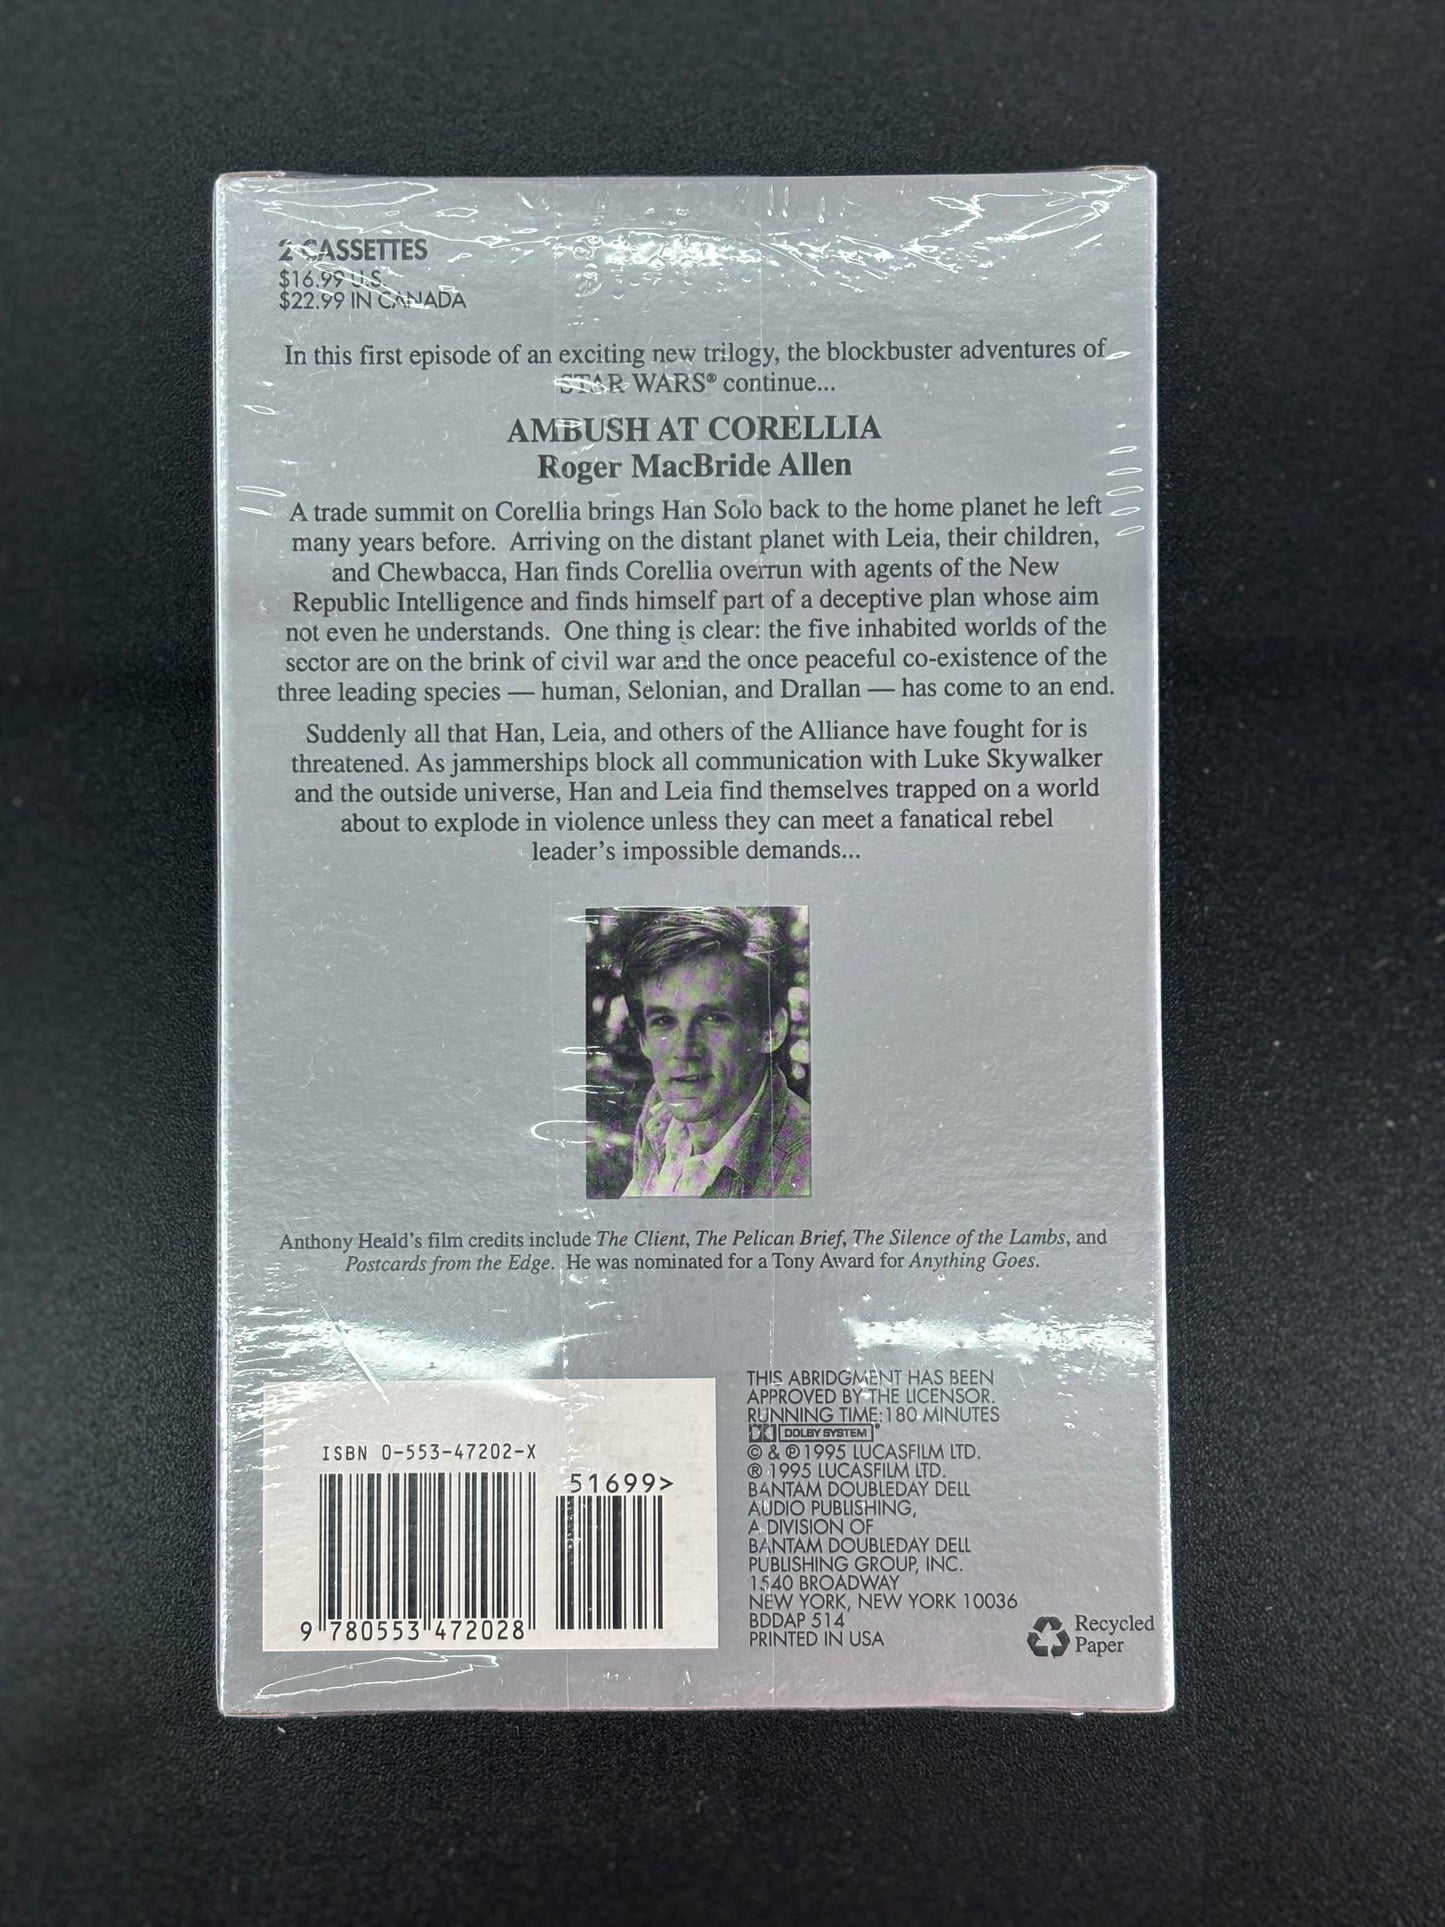 2 CASSETTES
$16.99 U.S.
$22.99 IN CANADA
In this first episode of an exciting new trilogy, the blockbuster adventures of
STAR WARS® continue...
AMBUSH AT CORELLIA
Roger MacBride Allen
A trade summit on Corellia brings Han Solo back to the home planet he left
many years before. Arriving on the distant planet with Leia, their children,
and Chewbacca, Han finds Corellia overrun with agents of the New
Republic Intelligence and finds himself part of a deceptive plan whose aim
not even he understands. One thing is clear: the five inhabited worlds of the
sector are on the brink of civil war and the once peaceful co-existence of the
three leading species — human, Selonian, and Drallan — has come to an end.
Suddenly all that Han, Leia, and others of the Alliance have fought for is
threatened. As jammerships block all communication with Luke Skywalker
and the outside universe, Han and Leia find themselves trapped on a world
about to explode in violence unless they can meet a fanatical rebel
leader's impossible demands...
Anthony Heald's film credits include The Client, The Pelican Brief, The Silence of the Lambs, and
Postcards from the Edge. He was nominated for a Tony Award for Anything Goes.
ISBN 0-553-47202-X
51699>
9 780553 472028
THIS ABRIDGMENT HAS BEEN
APPROVED BY THE LICENSOR.
RUNNING TIME: 180 MINUTES
DOLBY SYSTEM®
© & ℗ 1995 LUCASFILM LTD.
® 1995 LUCASFILM LTD.
BANTAM DOUBLEDAY DELL
AUDIO PUBLISHING,
A DIVISION OF
BANTAM DOUBLEDAY DELL
PUBLISHING GROUP, INC.
1540 BROADWAY
NEW YORK, NEW YORK 10036
BDDAP 514
PRINTED IN USA
Recycled
Paper